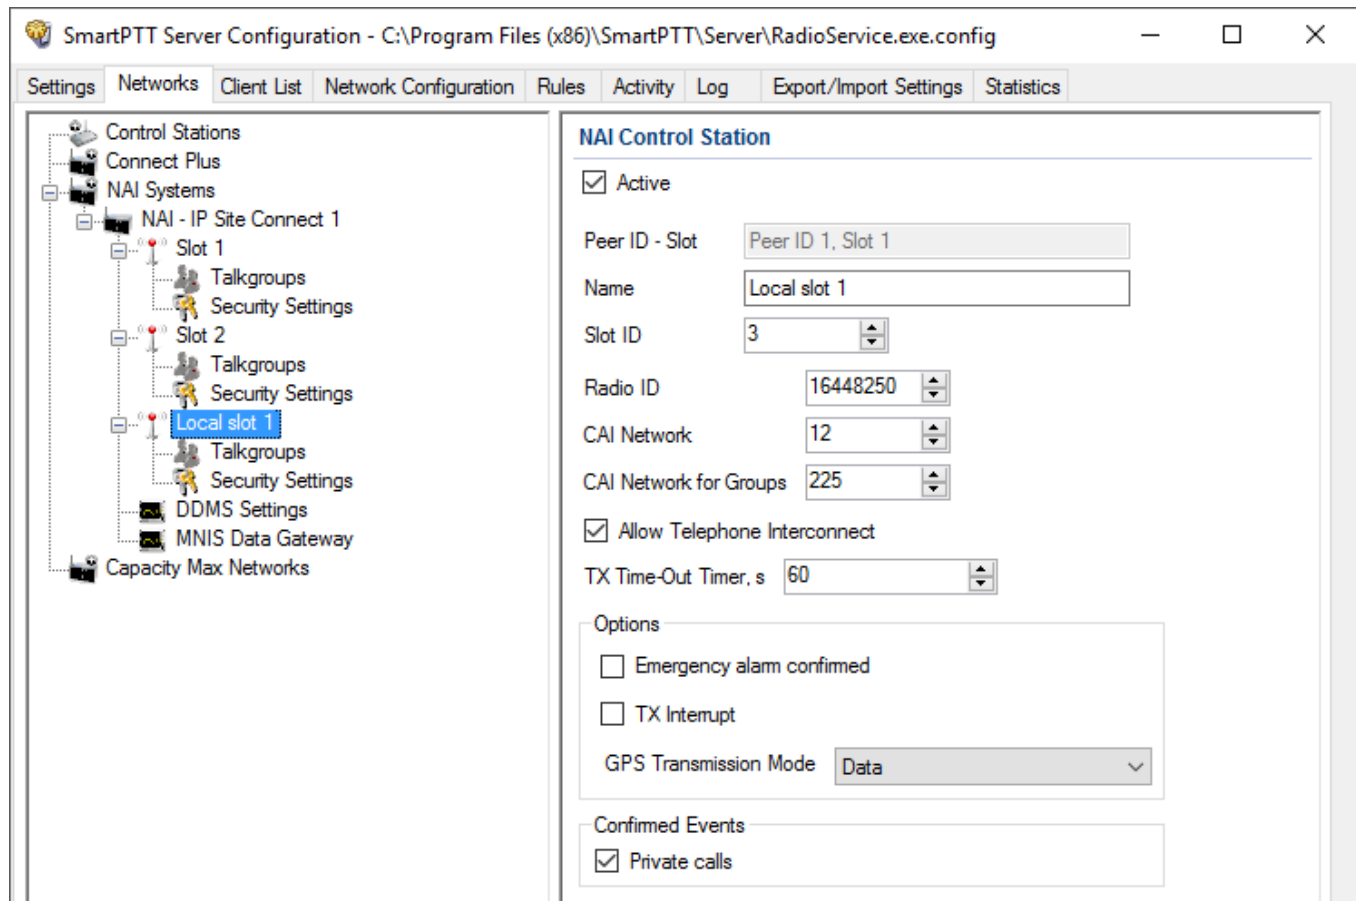 SmartPTT Server Configuration - C:\Program Files (x86)\SmartPTT\Server\RadioService.exe.config
Settings Networks Client List Network Configuration Rules Activity Log Export/Import Settings Statistics
Control Stations
Connect Plus
NAI Systems
NAI - IP Site Connect 1
Slot 1
Talkgroups
Security Settings
Slot 2
Talkgroups
Security Settings
Local slot 1
Talkgroups
Security Settings
DDMS Settings
MNIS Data Gateway
Capacity Max Networks
NAI Control Station
Active
Peer ID - Slot Peer ID 1, Slot 1
Name Local slot 1
Slot ID 3
Radio ID 16448250
CAI Network 12
CAI Network for Groups 225
Allow Telephone Interconnect
TX Time-Out Timer, s 60
Options
Emergency alarm confirmed
TX Interrupt
GPS Transmission Mode Data
Confirmed Events
Private calls